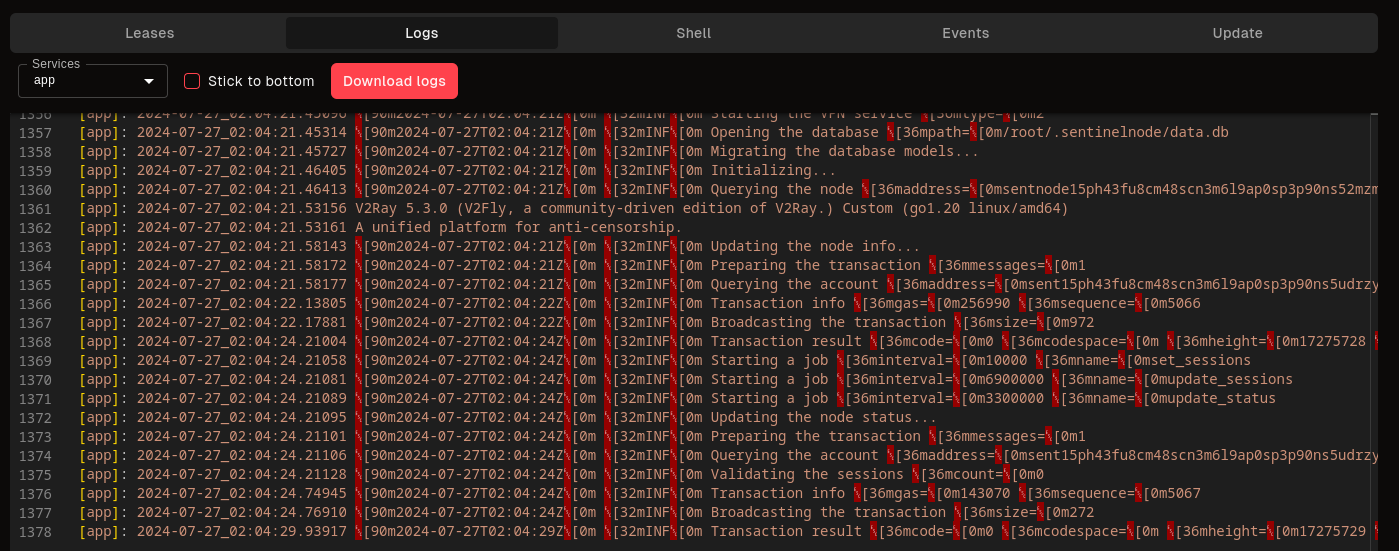 Leases
Logs
Shell
Events
Update
Services
app
Stick to bottom
Download logs
1356 [app]: 2024-07-27_02:04:21.45096 \[90m2024-07-27T02:04:21Z\[0m \[32mINF\[0m Starting the VPN service \[36mtype=\[0m2
1357 [app]: 2024-07-27_02:04:21.45314 \[90m2024-07-27T02:04:21Z\[0m \[32mINF\[0m Opening the database \[36mpath=\[0m/root/.sentinelnode/data.db
1358 [app]: 2024-07-27_02:04:21.45727 \[90m2024-07-27T02:04:21Z\[0m \[32mINF\[0m Migrating the database models...
1359 [app]: 2024-07-27_02:04:21.46405 \[90m2024-07-27T02:04:21Z\[0m \[32mINF\[0m Initializing...
1360 [app]: 2024-07-27_02:04:21.46413 \[90m2024-07-27T02:04:21Z\[0m \[32mINF\[0m Querying the node \[36maddress=\[0msentnode15ph43fu8cm48scn3m6l9ap0sp3p90ns52mzm
1361 [app]: 2024-07-27_02:04:21.53156 V2Ray 5.3.0 (V2Fly, a community-driven edition of V2Ray.) Custom (go1.20 linux/amd64)
1362 [app]: 2024-07-27_02:04:21.53161 A unified platform for anti-censorship.
1363 [app]: 2024-07-27_02:04:21.58143 \[90m2024-07-27T02:04:21Z\[0m \[32mINF\[0m Updating the node info...
1364 [app]: 2024-07-27_02:04:21.58172 \[90m2024-07-27T02:04:21Z\[0m \[32mINF\[0m Preparing the transaction \[36mmessages=\[0m1
1365 [app]: 2024-07-27_02:04:21.58177 \[90m2024-07-27T02:04:21Z\[0m \[32mINF\[0m Querying the account \[36maddress=\[0msent15ph43fu8cm48scn3m6l9ap0sp3p90ns5udrzy
1366 [app]: 2024-07-27_02:04:22.13805 \[90m2024-07-27T02:04:22Z\[0m \[32mINF\[0m Transaction info \[36mgas=\[0m256990 \[36msequence=\[0m5066
1367 [app]: 2024-07-27_02:04:22.17881 \[90m2024-07-27T02:04:22Z\[0m \[32mINF\[0m Broadcasting the transaction \[36msize=\[0m972
1368 [app]: 2024-07-27_02:04:24.21004 \[90m2024-07-27T02:04:24Z\[0m \[32mINF\[0m Transaction result \[36mcode=\[0m0 \[36mcodespace=\[0m \[36mheight=\[0m17275728 \
1369 [app]: 2024-07-27_02:04:24.21058 \[90m2024-07-27T02:04:24Z\[0m \[32mINF\[0m Starting a job \[36minterval=\[0m10000 \[36mname=\[0mset_sessions
1370 [app]: 2024-07-27_02:04:24.21081 \[90m2024-07-27T02:04:24Z\[0m \[32mINF\[0m Starting a job \[36minterval=\[0m6900000 \[36mname=\[0mupdate_sessions
1371 [app]: 2024-07-27_02:04:24.21089 \[90m2024-07-27T02:04:24Z\[0m \[32mINF\[0m Starting a job \[36minterval=\[0m3300000 \[36mname=\[0mupdate_status
1372 [app]: 2024-07-27_02:04:24.21095 \[90m2024-07-27T02:04:24Z\[0m \[32mINF\[0m Updating the node status...
1373 [app]: 2024-07-27_02:04:24.21101 \[90m2024-07-27T02:04:24Z\[0m \[32mINF\[0m Preparing the transaction \[36mmessages=\[0m1
1374 [app]: 2024-07-27_02:04:24.21106 \[90m2024-07-27T02:04:24Z\[0m \[32mINF\[0m Querying the account \[36maddress=\[0msent15ph43fu8cm48scn3m6l9ap0sp3p90ns5udrzy
1375 [app]: 2024-07-27_02:04:24.21128 \[90m2024-07-27T02:04:24Z\[0m \[32mINF\[0m Validating the sessions \[36mcount=\[0m0
1376 [app]: 2024-07-27_02:04:24.74945 \[90m2024-07-27T02:04:24Z\[0m \[32mINF\[0m Transaction info \[36mgas=\[0m143070 \[36msequence=\[0m5067
1377 [app]: 2024-07-27_02:04:24.76910 \[90m2024-07-27T02:04:24Z\[0m \[32mINF\[0m Broadcasting the transaction \[36msize=\[0m272
1378 [app]: 2024-07-27_02:04:29.93917 \[90m2024-07-27T02:04:29Z\[0m \[32mINF\[0m Transaction result \[36mcode=\[0m0 \[36mcodespace=\[0m \[36mheight=\[0m17275729 \